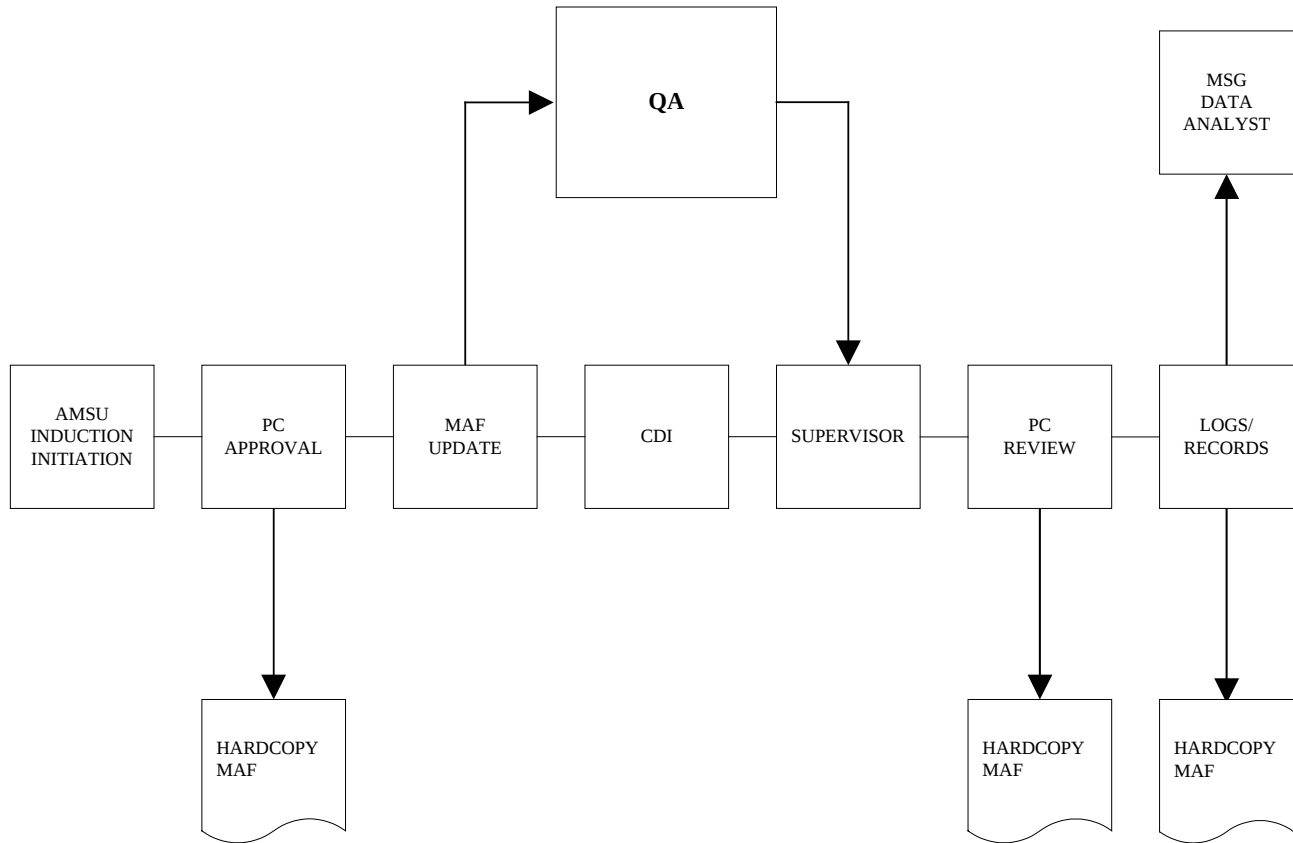 QA
MSG
DATA
ANALYST
AMSU
INDUCTION
INITIATION
PC
APPROVAL
MAF
UPDATE
CDI
SUPERVISOR
PC
REVIEW
LOGS/
RECORDS
HARDCOPY
MAF
HARDCOPY
MAF
HARDCOPY
MAF